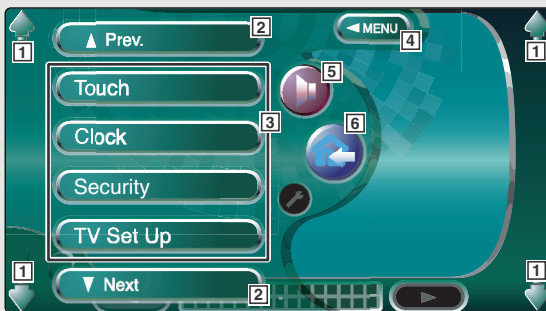 ▲ Prev. 2
◄MENU
1
1
4
Touch
5
Clock
3
6
Security
TV Set Up
1
1
▼ Next 2